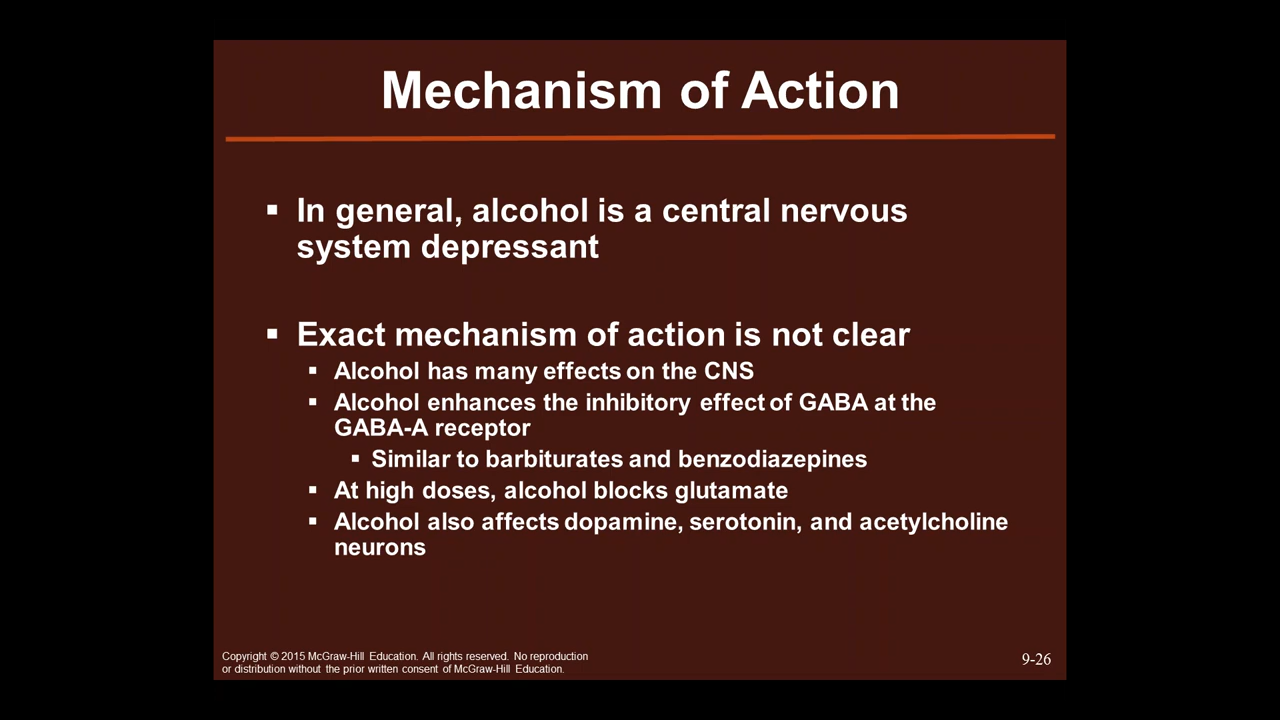 Mechanism of Action
▪ In general, alcohol is a central nervous
system depressant
▪ Exact mechanism of action is not clear
▪ Alcohol has many effects on the CNS
▪ Alcohol enhances the inhibitory effect of GABA at the
GABA-A receptor
▪ Similar to barbiturates and benzodiazepines
▪ At high doses, alcohol blocks glutamate
▪ Alcohol also affects dopamine, serotonin, and acetylcholine
neurons
Copyright © 2015 McGraw-Hill Education. All rights reserved. No reproduction
or distribution without the prior written consent of McGraw-Hill Education.
9-26